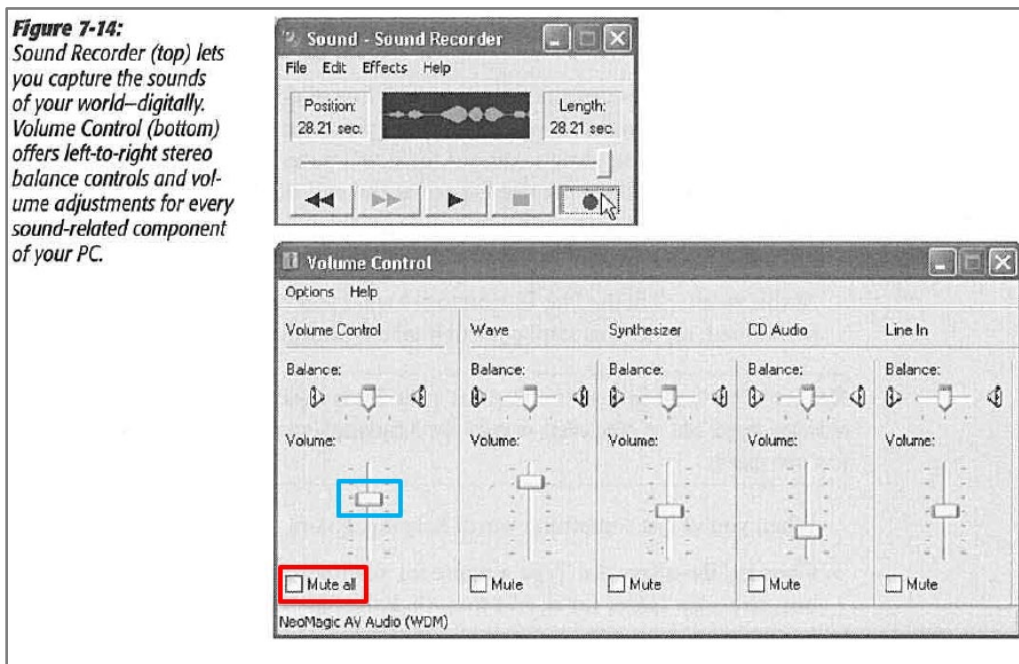 Figure 7-14:
Sound Recorder (top) lets
you capture the sounds
of your world—digitally.
Volume Control (bottom)
offers left-to-right stereo
balance controls and vol-
ume adjustments for every
sound-related component
of your PC.
Sound - Sound Recorder
File Edit Effects Help
Position: Length:
28.21 sec. 28.21 sec.
Volume Control
Options Help
Volume Control Wave Synthesizer CD Audio Line In
Balance: Balance: Balance: Balance: Balance:
Volume: Volume: Volume: Volume: Volume:
Mute all Mute Mute Mute Mute
NeoMagic AV Audio (WDM)